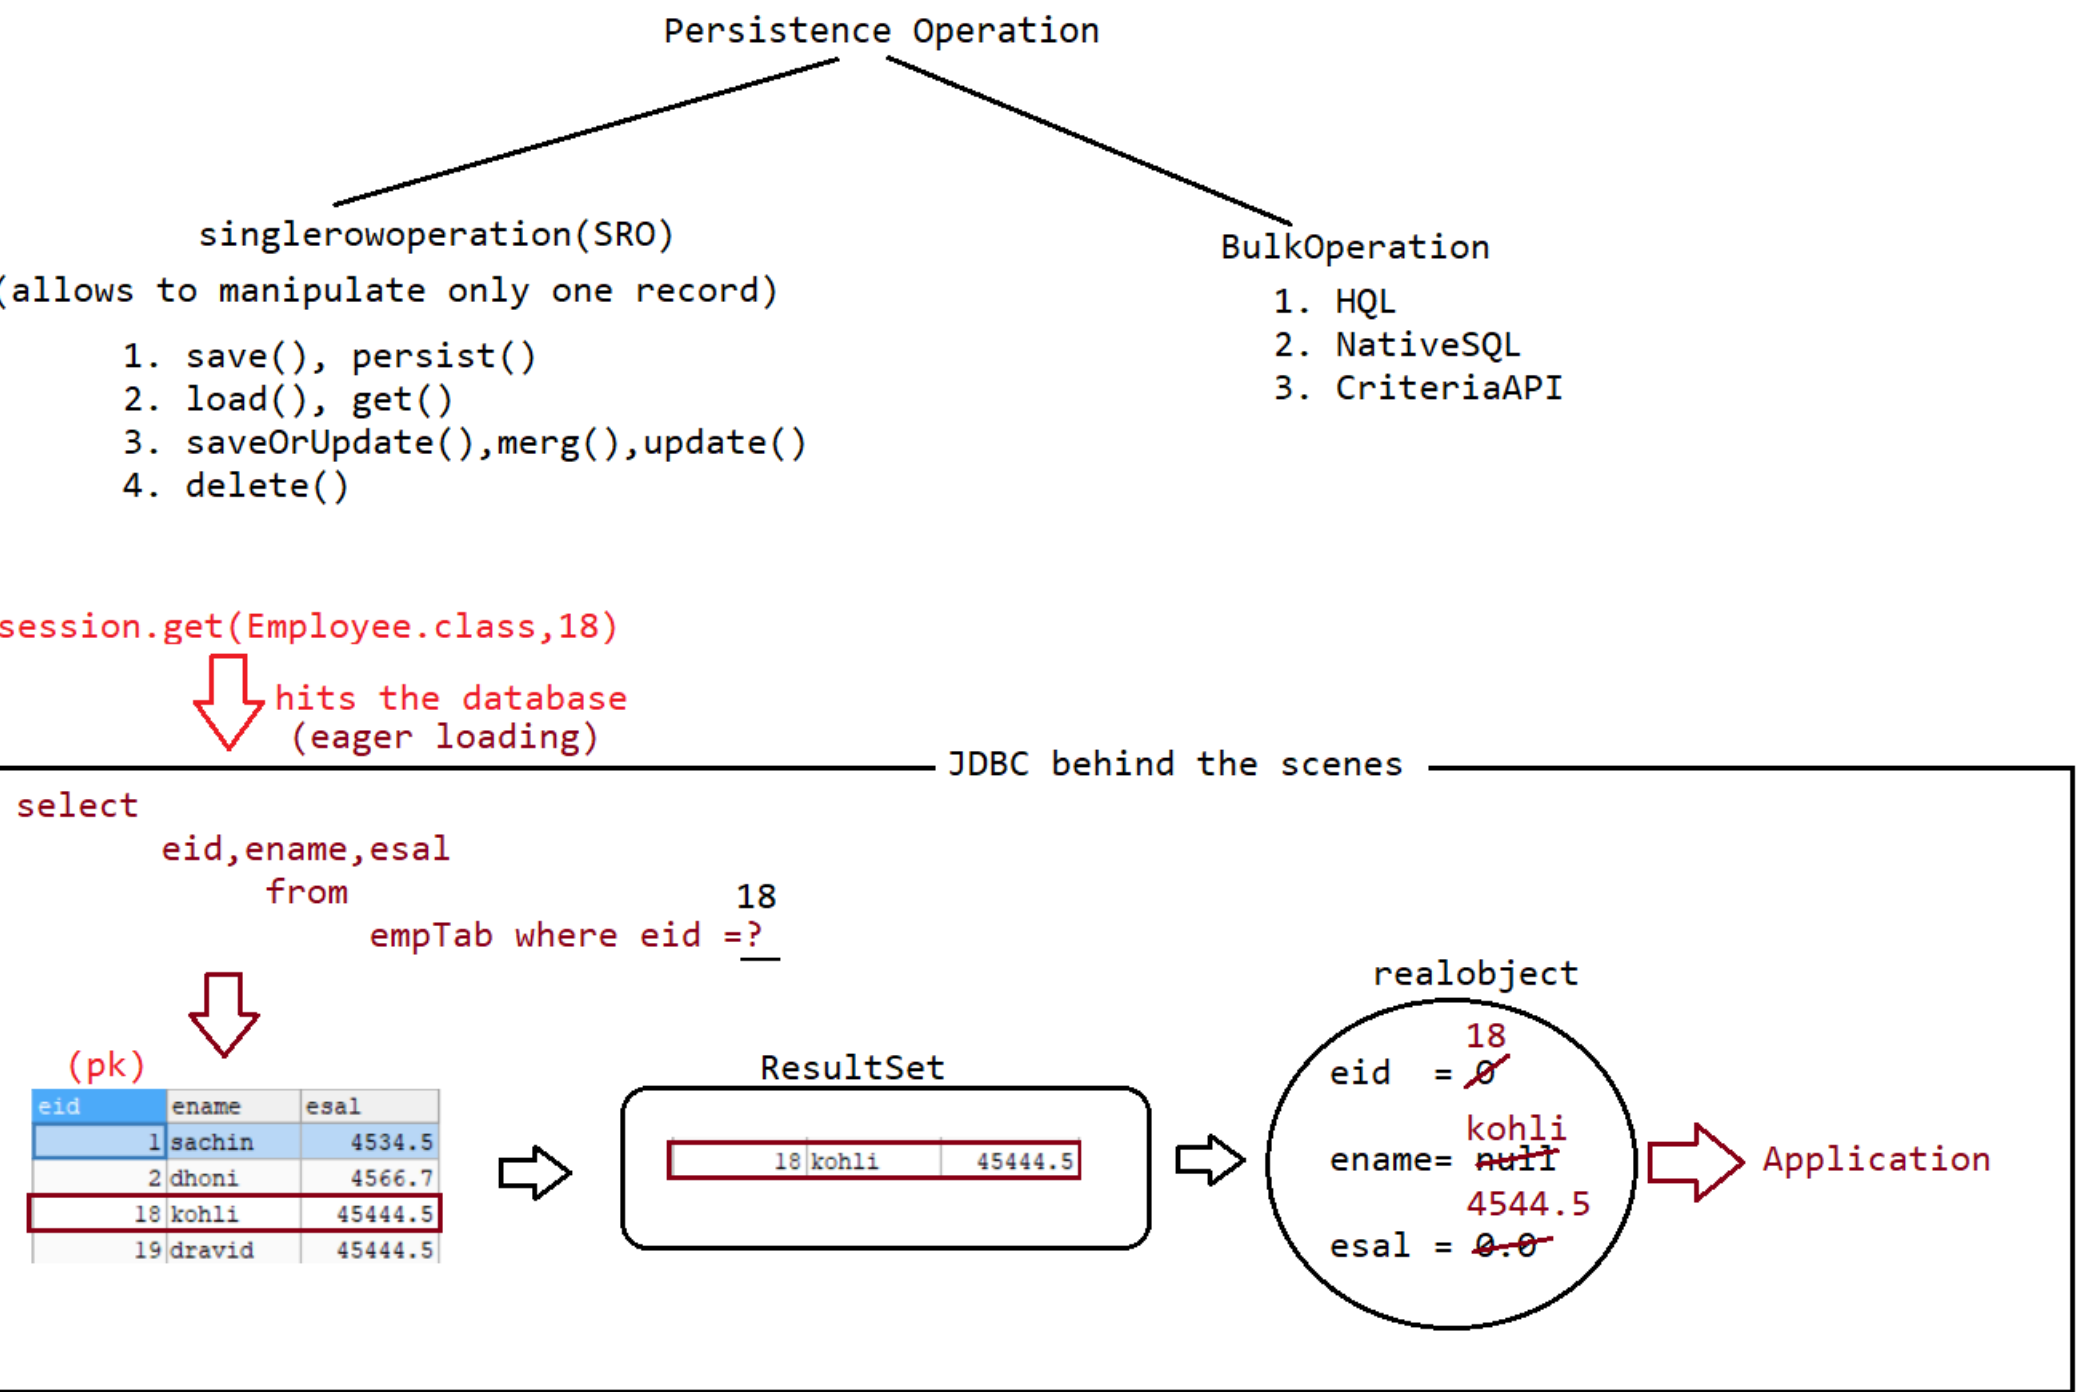 Persistence Operation
singlerowoperation(SRO)
(allows to manipulate only one record)
1. save(), persist()
2. load(), get()
3. saveOrUpdate(),merg(),update()
4. delete()
BulkOperation
1. HQL
2. NativeSQL
3. CriteriaAPI
session.get(Employee.class,18)
hits the database
(eager loading)
JDBC behind the scenes
select
eid,ename,esal
from
18
empTab where eid =?
(pk)
eid ename esal
1 sachin 4534.5
2 dhoni 4566.7
18 kohli 45444.5
19 dravid 45444.5
ResultSet
18 kohli 45444.5
realobject
18
eid = 0
kohli
ename= null
4544.5
esal = 0.0
Application